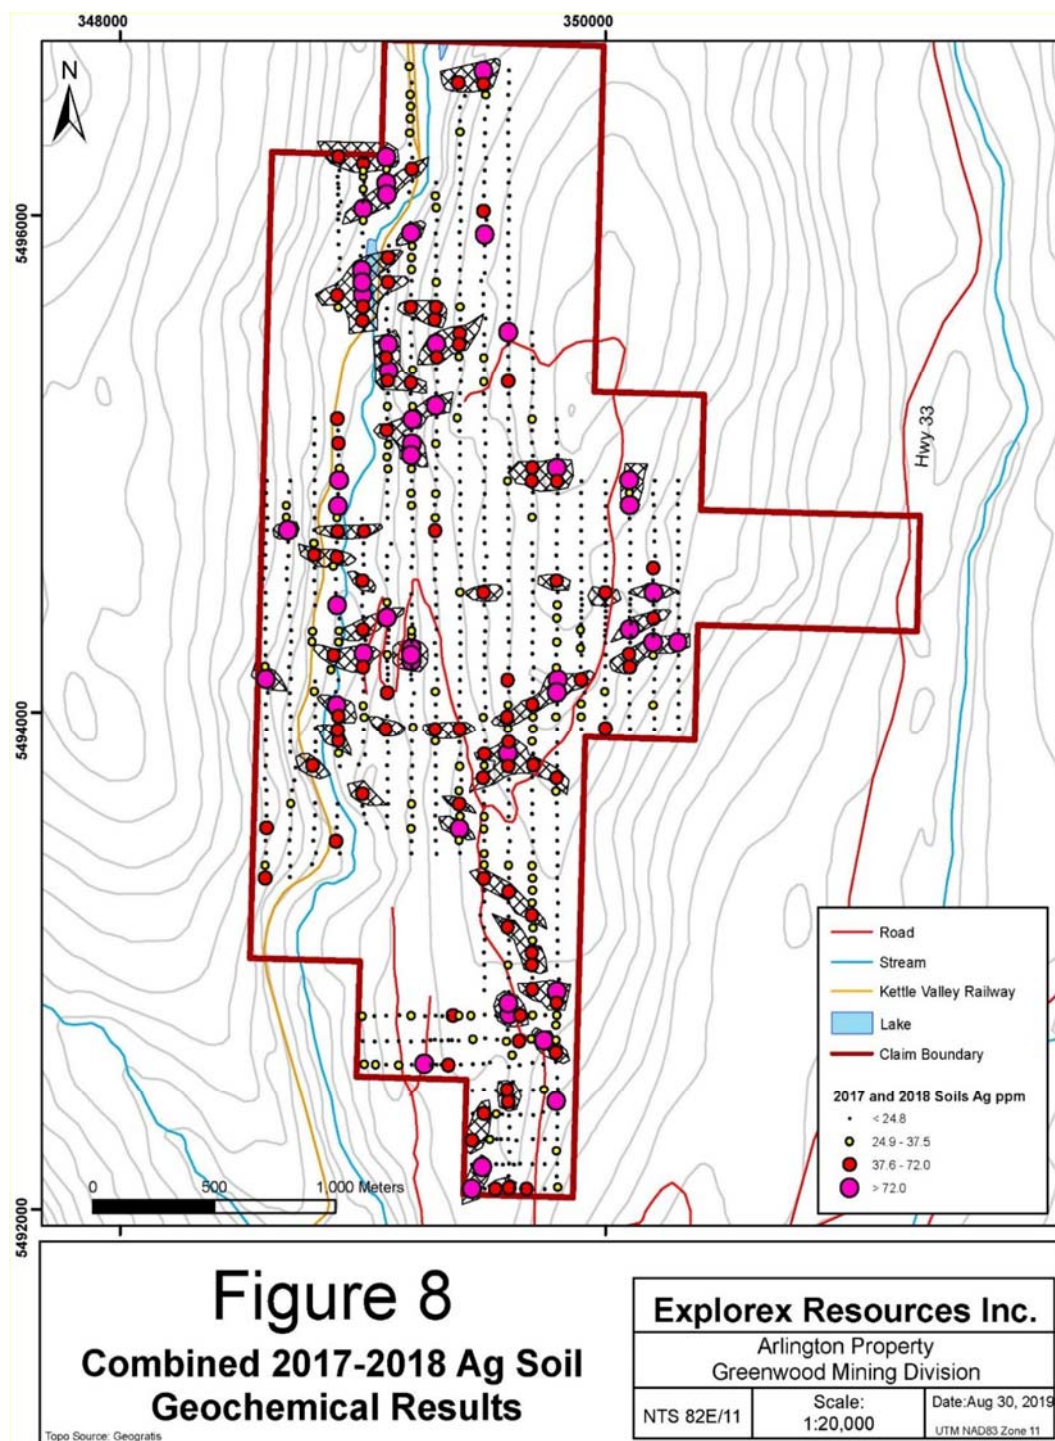 348000
350000
N
5496000
Hwy 33
5494000
Road
Stream
Kettle Valley Railway
Lake
Claim Boundary
2017 and 2018 Soils Ag ppm
< 24.8
24.9 - 37.5
37.6 - 72.0
> 72.0
0 500 1,000 Meters
5492000
Figure 8
Combined 2017-2018 Ag Soil
Geochemical Results
Topo Source: Geogratis
Explorex Resources Inc.
Arlington Property
Greenwood Mining Division
NTS 82E/11
Scale:
1:20,000
Date:Aug 30, 2019
UTM NAD83 Zone 11